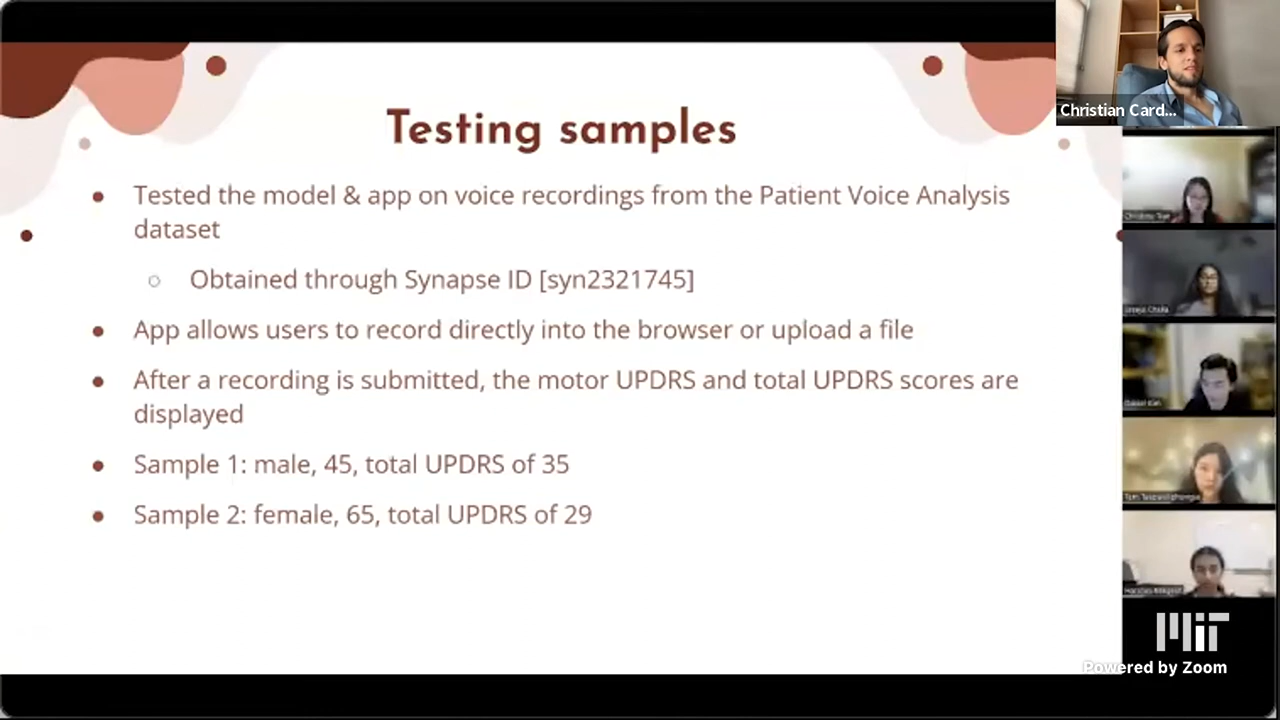 Testing samples
Tested the model & app on voice recordings from the Patient Voice Analysis
dataset
Obtained through Synapse ID [syn2321745]
App allows users to record directly into the browser or upload a file
After a recording is submitted, the motor UPDRS and total UPDRS scores are
displayed
Sample 1: male, 45, total UPDRS of 35
Sample 2: female, 65, total UPDRS of 29
Christian Card...
MIT
Powered by Zoom